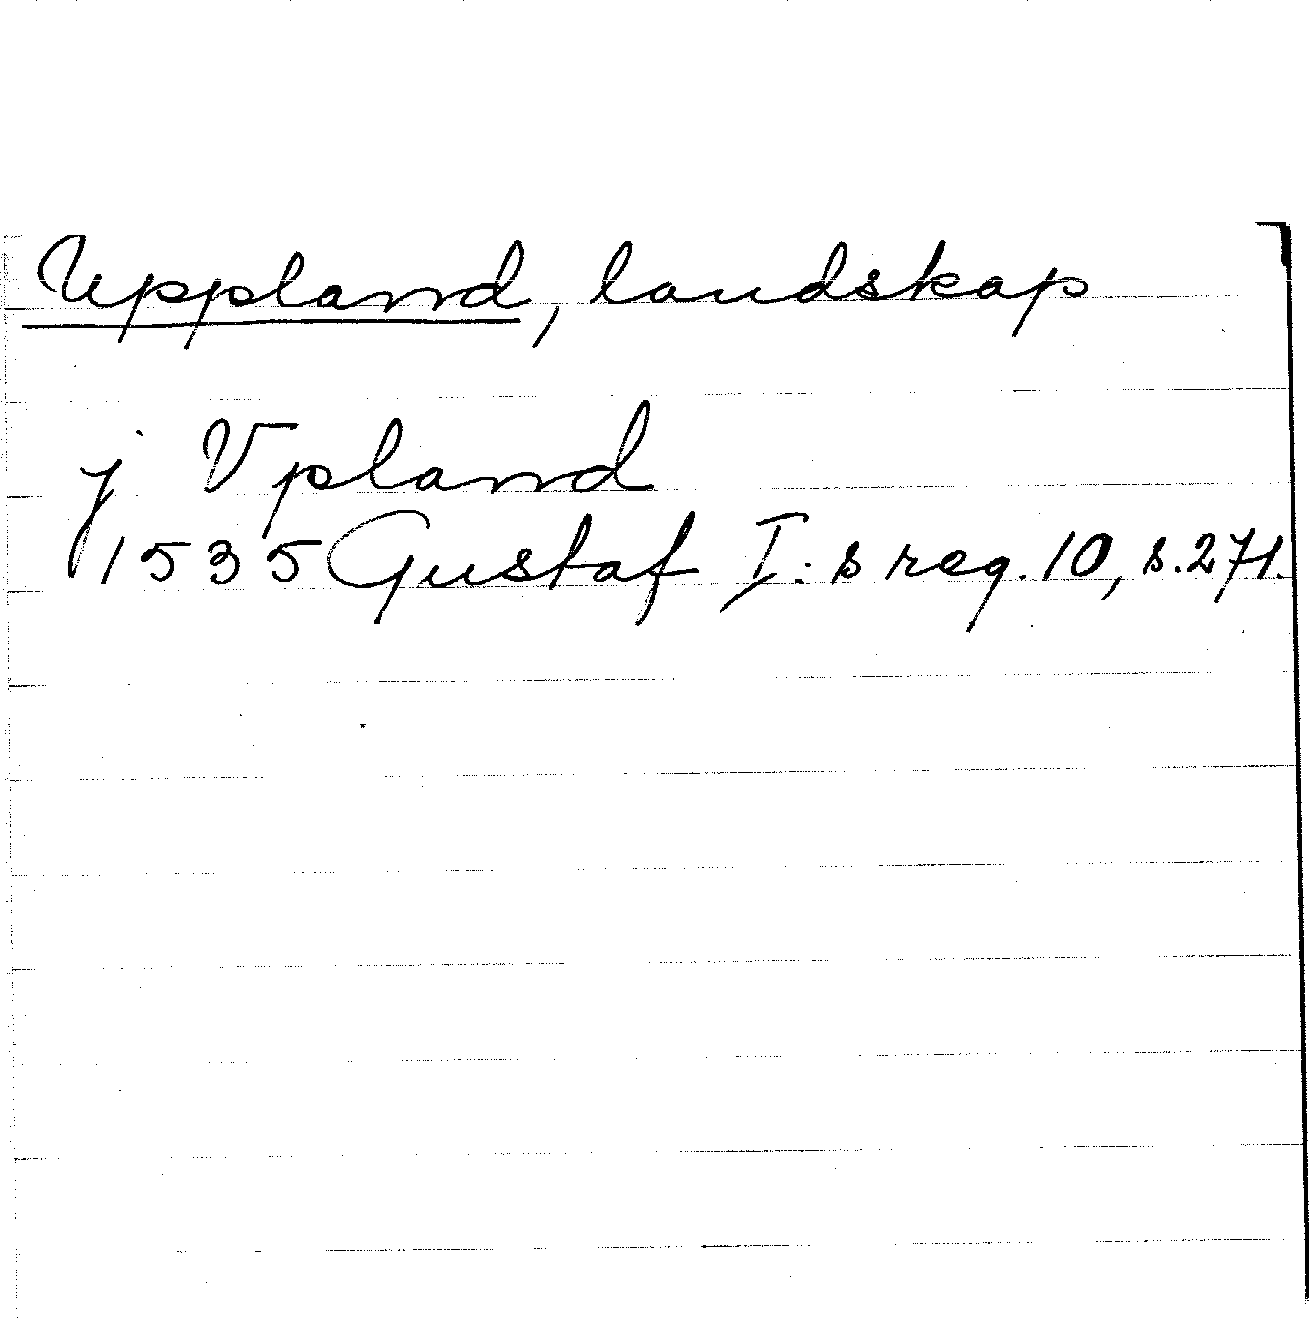 Uppland, landskap
j Vpland
1535 Gustaf I:s reg. 10, s. 271.